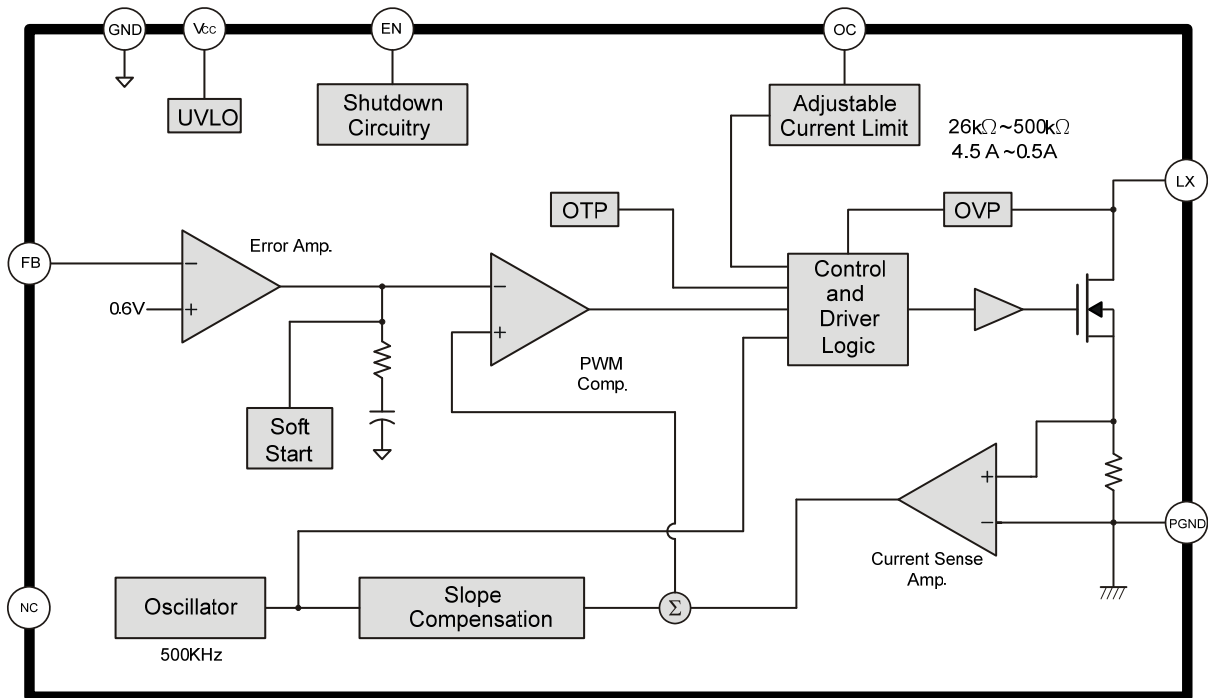 GND
Vcc
EN
OC
UVLO
Shutdown
Circuitry
Adjustable
Current Limit
26kΩ~500kΩ
4.5 A ~0.5A
LX
OTP
OVP
Error Amp.
FB
−
+
0.6V
−
+
PWM
Comp.
Control
and
Driver
Logic
Soft
Start
+
−
Current Sense
Amp.
PGND
NC
Oscillator
500KHz
Slope
Compensation
Σ